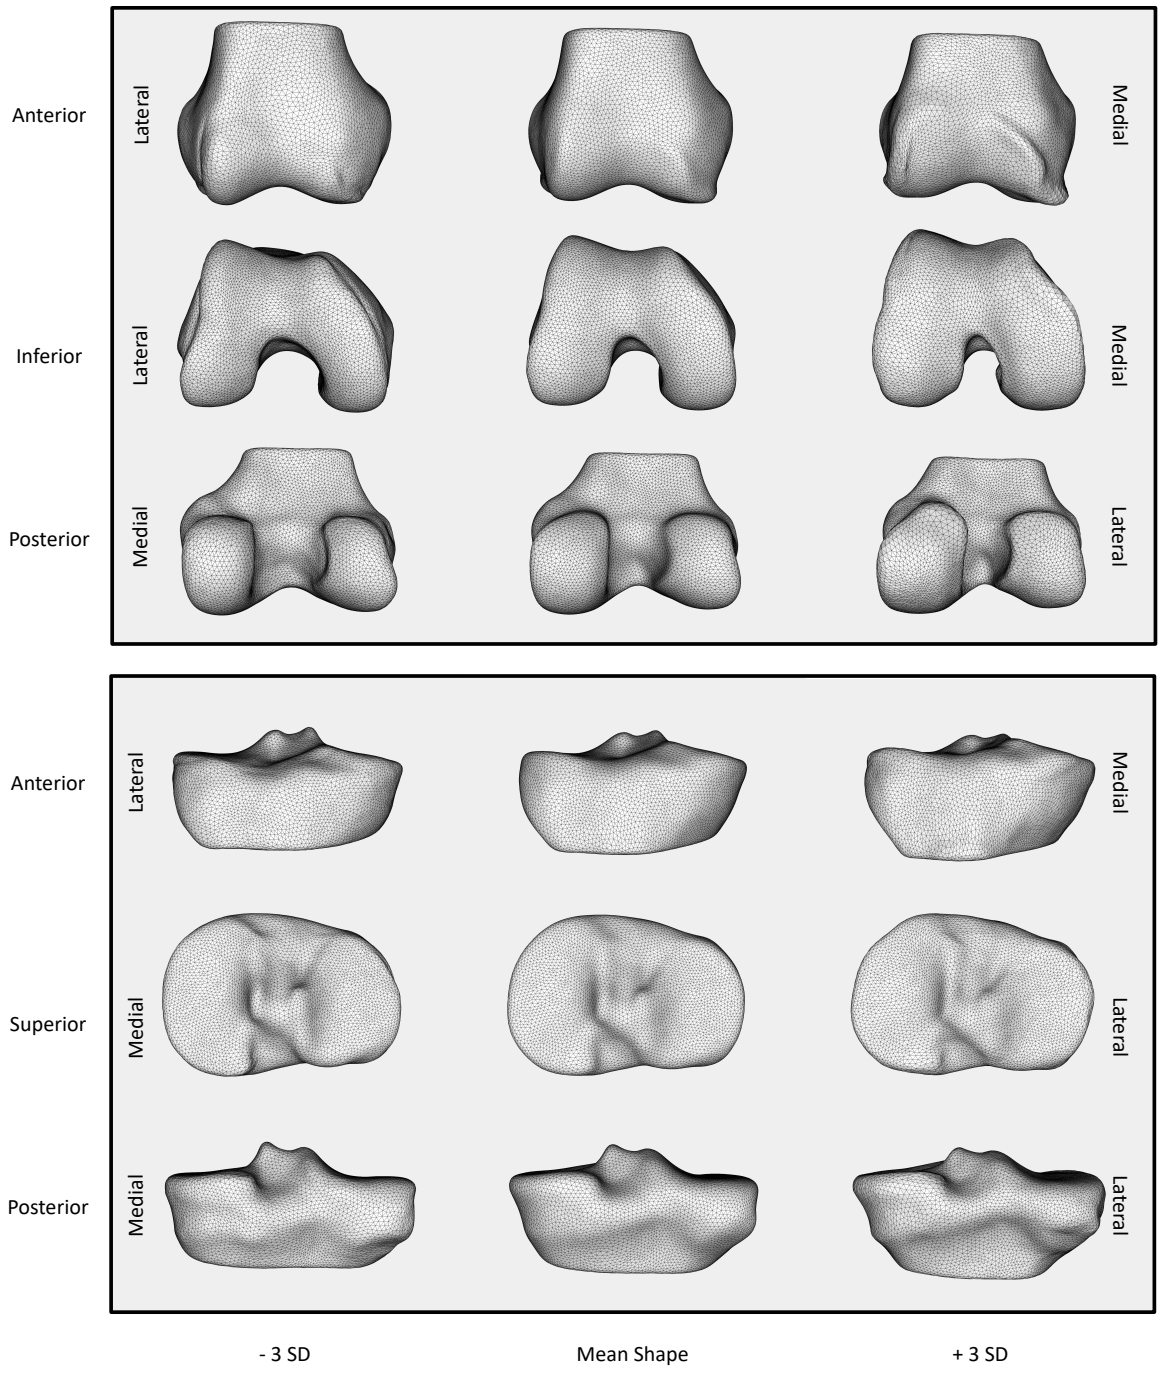 Anterior
Lateral
Medial
Inferior
Lateral
Medial
Posterior
Medial
Lateral
Anterior
Lateral
Medial
Superior
Medial
Lateral
Posterior
Medial
Lateral
- 3 SD
Mean Shape
+ 3 SD